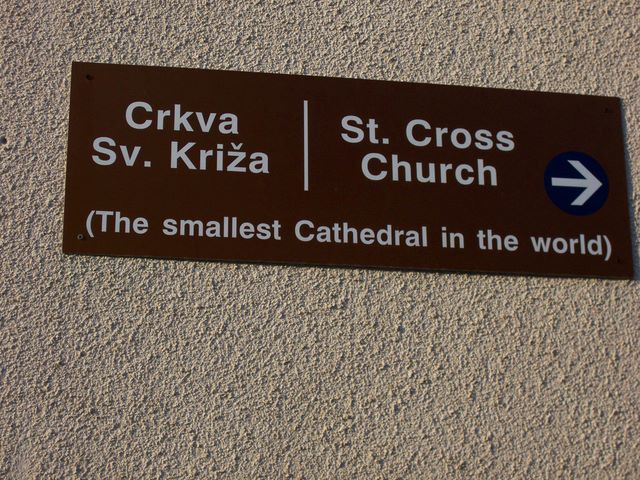 Crkva
Sv. Križa
St. Cross
Church
(The smallest Cathedral in the world)